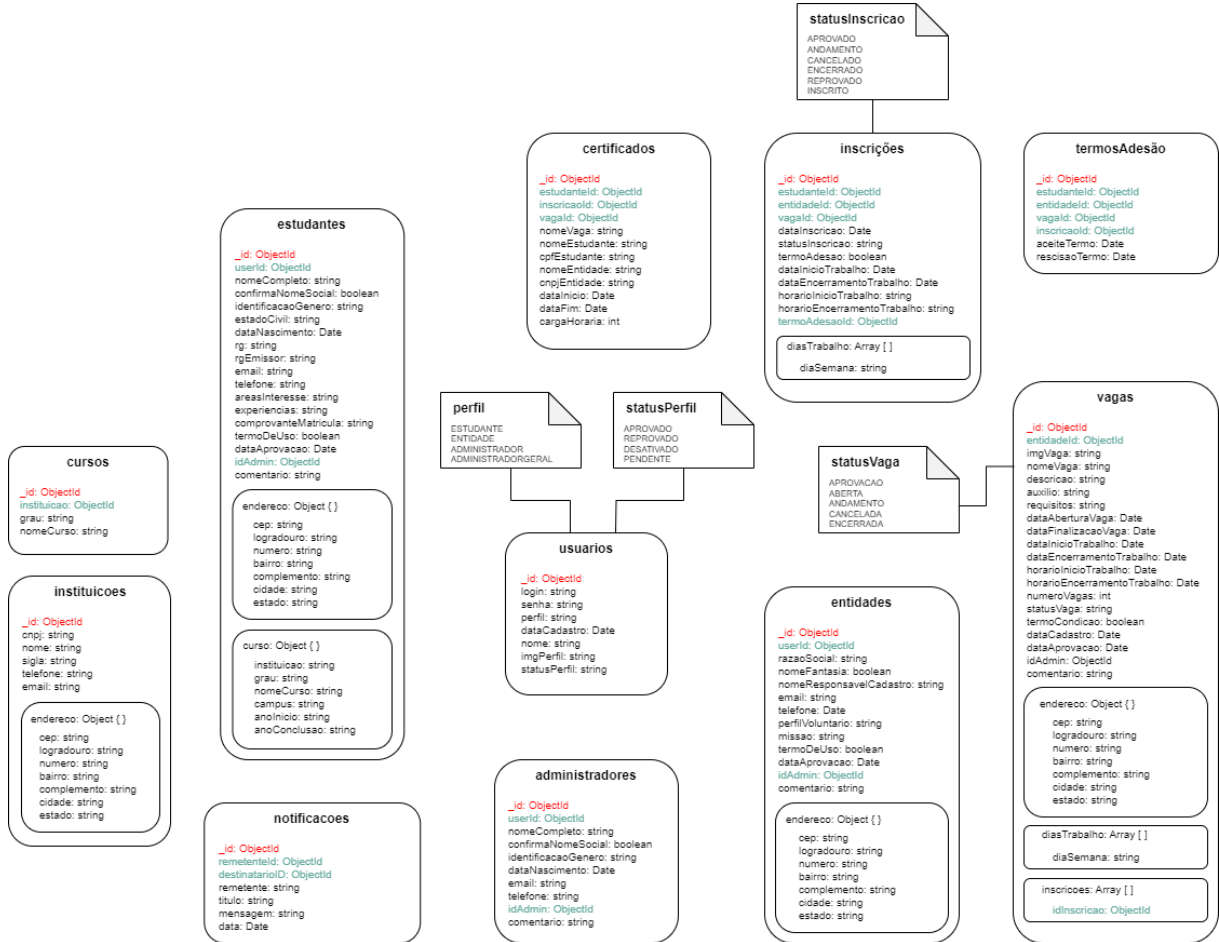 statusInscricao
APROVADO
ANDAMENTO
CANCELADO
ENCERRADO
REPROVADO
INSCRITO
certificados
_id: ObjectId
estudanteId: ObjectId
inscricaoId: ObjectId
vagaId: ObjectId
nomeVaga: string
nomeEstudante: string
cpfEstudante: string
nomeEntidade: string
cnpjEntidade: string
dataInicio: Date
dataFim: Date
cargaHoraria: int
inscrições
_id: ObjectId
estudanteId: ObjectId
entidadeId: ObjectId
vagaId: ObjectId
dataInscricao: Date
statusInscricao: string
termoAdesao: boolean
dataInicioTrabalho: Date
dataEncerramentoTrabalho: Date
horarioInicioTrabalho: string
horarioEncerramentoTrabalho: string
termoAdesaoId: ObjectId
diasTrabalho: Array [ ]
diaSemana: string
termosAdesão
_id: ObjectId
estudanteId: ObjectId
entidadeId: ObjectId
vagaId: ObjectId
inscricaoId: ObjectId
aceiteTermo: Date
rescisaoTermo: Date
estudantes
_id: ObjectId
userId: ObjectId
nomeCompleto: string
confirmaNomeSocial: boolean
identificacaoGenero: string
estadoCivil: string
dataNascimento: Date
rg: string
rgEmissor: string
email: string
telefone: string
areasInteresse: string
experiencias: string
comprovanteMatricula: string
termoDeUso: boolean
dataAprovacao: Date
idAdmin: ObjectId
comentario: string
endereco: Object { }
cep: string
logradouro: string
numero: string
bairro: string
complemento: string
cidade: string
estado: string
curso: Object { }
instituicao: string
grau: string
nomeCurso: string
campus: string
anoInicio: string
anoConclusao: string
perfil
ESTUDANTE
ENTIDADE
ADMINISTRADOR
ADMINISTRADORGERAL
statusPerfil
APROVADO
REPROVADO
DESATIVADO
PENDENTE
statusVaga
APROVACAO
ABERTA
ANDAMENTO
CANCELADA
ENCERRADA
vagas
_id: ObjectId
entidadeId: ObjectId
imgVaga: string
nomeVaga: string
descricao: string
auxilio: string
requisitos: string
dataAberturaVaga: Date
dataFinalizacaoVaga: Date
dataInicioTrabalho: Date
dataEncerramentoTrabalho: Date
horarioInicioTrabalho: Date
horarioEncerramentoTrabalho: Date
numeroVagas: int
statusVaga: string
termoCondicao: boolean
dataCadastro: Date
dataAprovacao: Date
idAdmin: ObjectId
comentario: string
endereco: Object { }
cep: string
logradouro: string
numero: string
bairro: string
complemento: string
cidade: string
estado: string
diasTrabalho: Array [ ]
diaSemana: string
inscricoes: Array [ ]
idInscricao: ObjectId
cursos
_id: ObjectId
instituicao: ObjectId
grau: string
nomeCurso: string
instituicoes
_id: ObjectId
cnpj: string
nome: string
sigla: string
telefone: string
email: string
endereco: Object { }
cep: string
logradouro: string
numero: string
bairro: string
complemento: string
cidade: string
estado: string
usuarios
_id: ObjectId
login: string
senha: string
perfil: string
dataCadastro: Date
nome: string
imgPerfil: string
statusPerfil: string
entidades
_id: ObjectId
userId: ObjectId
razaoSocial: string
nomeFantasia: boolean
nomeResponsavelCadastro: string
email: string
telefone: Date
perfilVoluntario: string
missao: string
termoDeUso: boolean
dataAprovacao: Date
idAdmin: ObjectId
comentario: string
endereco: Object { }
cep: string
logradouro: string
numero: string
bairro: string
complemento: string
cidade: string
estado: string
administradores
_id: ObjectId
userId: ObjectId
nomeCompleto: string
confirmaNomeSocial: boolean
identificacaoGenero: string
dataNascimento: Date
email: string
telefone: string
idAdmin: ObjectId
comentario: string
notificacoes
_id: ObjectId
remetenteId: ObjectId
destinatarioID: ObjectId
remetente: string
titulo: string
mensagem: string
data: Date